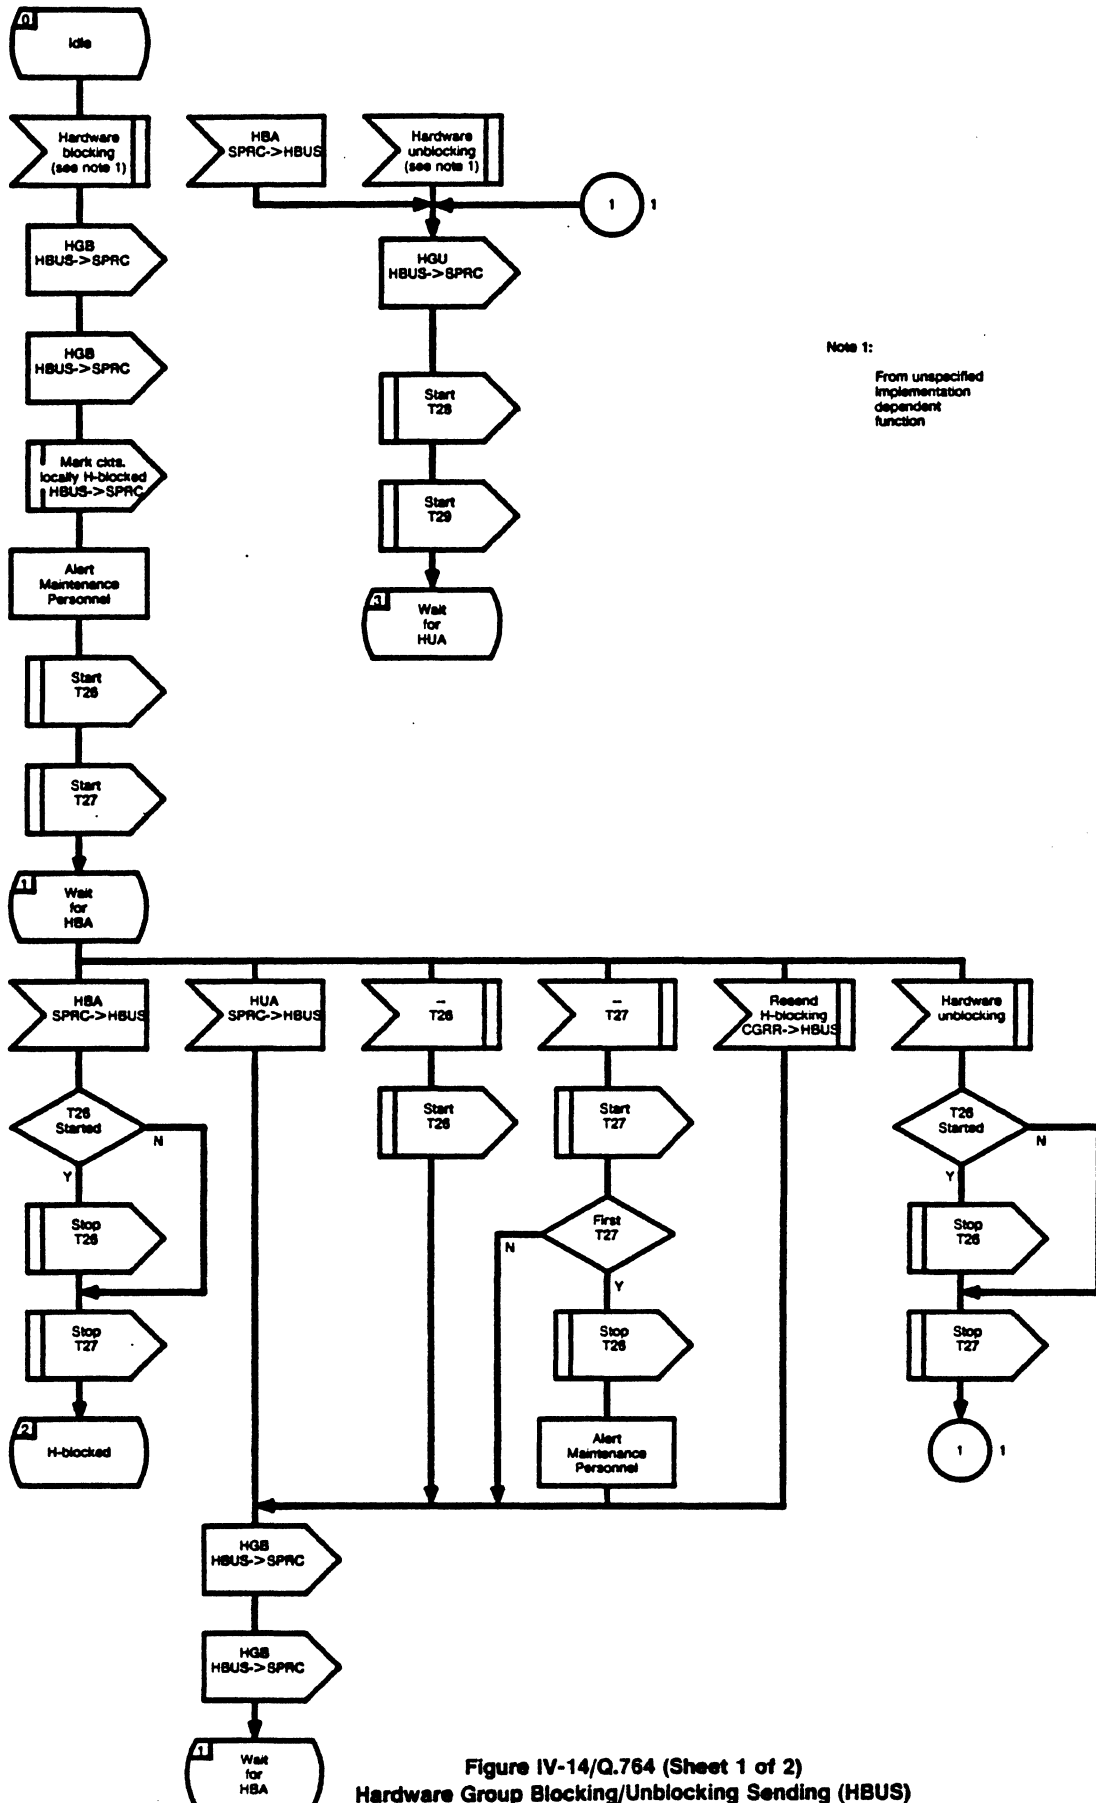 0
Idle
Hardware
blocking
(see note 1)
HBA
SPRC->HBUS
Hardware
unblocking
(see note 1)
1
1
HGB
HBUS->SPRC
HGU
HBUS->SPRC
HGB
HBUS->SPRC
Note 1:
From unspecified
implementation
dependent
function
Start
T28
Mark ckts.
locally H-blocked
HBUS->SPRC
Start
T29
Alert
Maintenance
Personnel
3
Wait
for
HUA
Start
T26
Start
T27
1
Wait
for
HBA
HBA
SPRC->HBUS
HUA
SPRC->HBUS
–
T26
–
T27
Resend
H-blocking
CGRR->HBUS
Hardware
unblocking
T26
Started
N
Y
Start
T26
Start
T27
T26
Started
N
Y
Stop
T26
First
T27
N
Y
Stop
T26
Stop
T27
Stop
T26
Stop
T27
2
H-blocked
Alert
Maintenance
Personnel
1
1
HGB
HBUS->SPRC
HGB
HBUS->SPRC
1
Wait
for
HBA
Figure IV-14/Q.764 (Sheet 1 of 2)
Hardware Group Blocking/Unblocking Sending (HBUS)